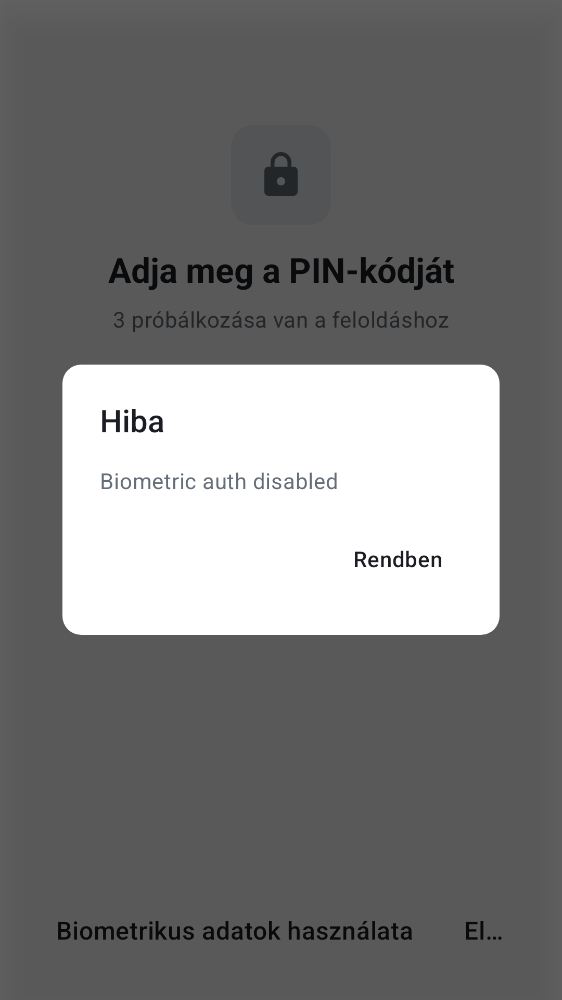 Adja meg a PIN-kódját
3 próbálkozása van a feloldáshoz
Hiba
Biometric auth disabled
Rendben
Biometrikus adatok használata El...